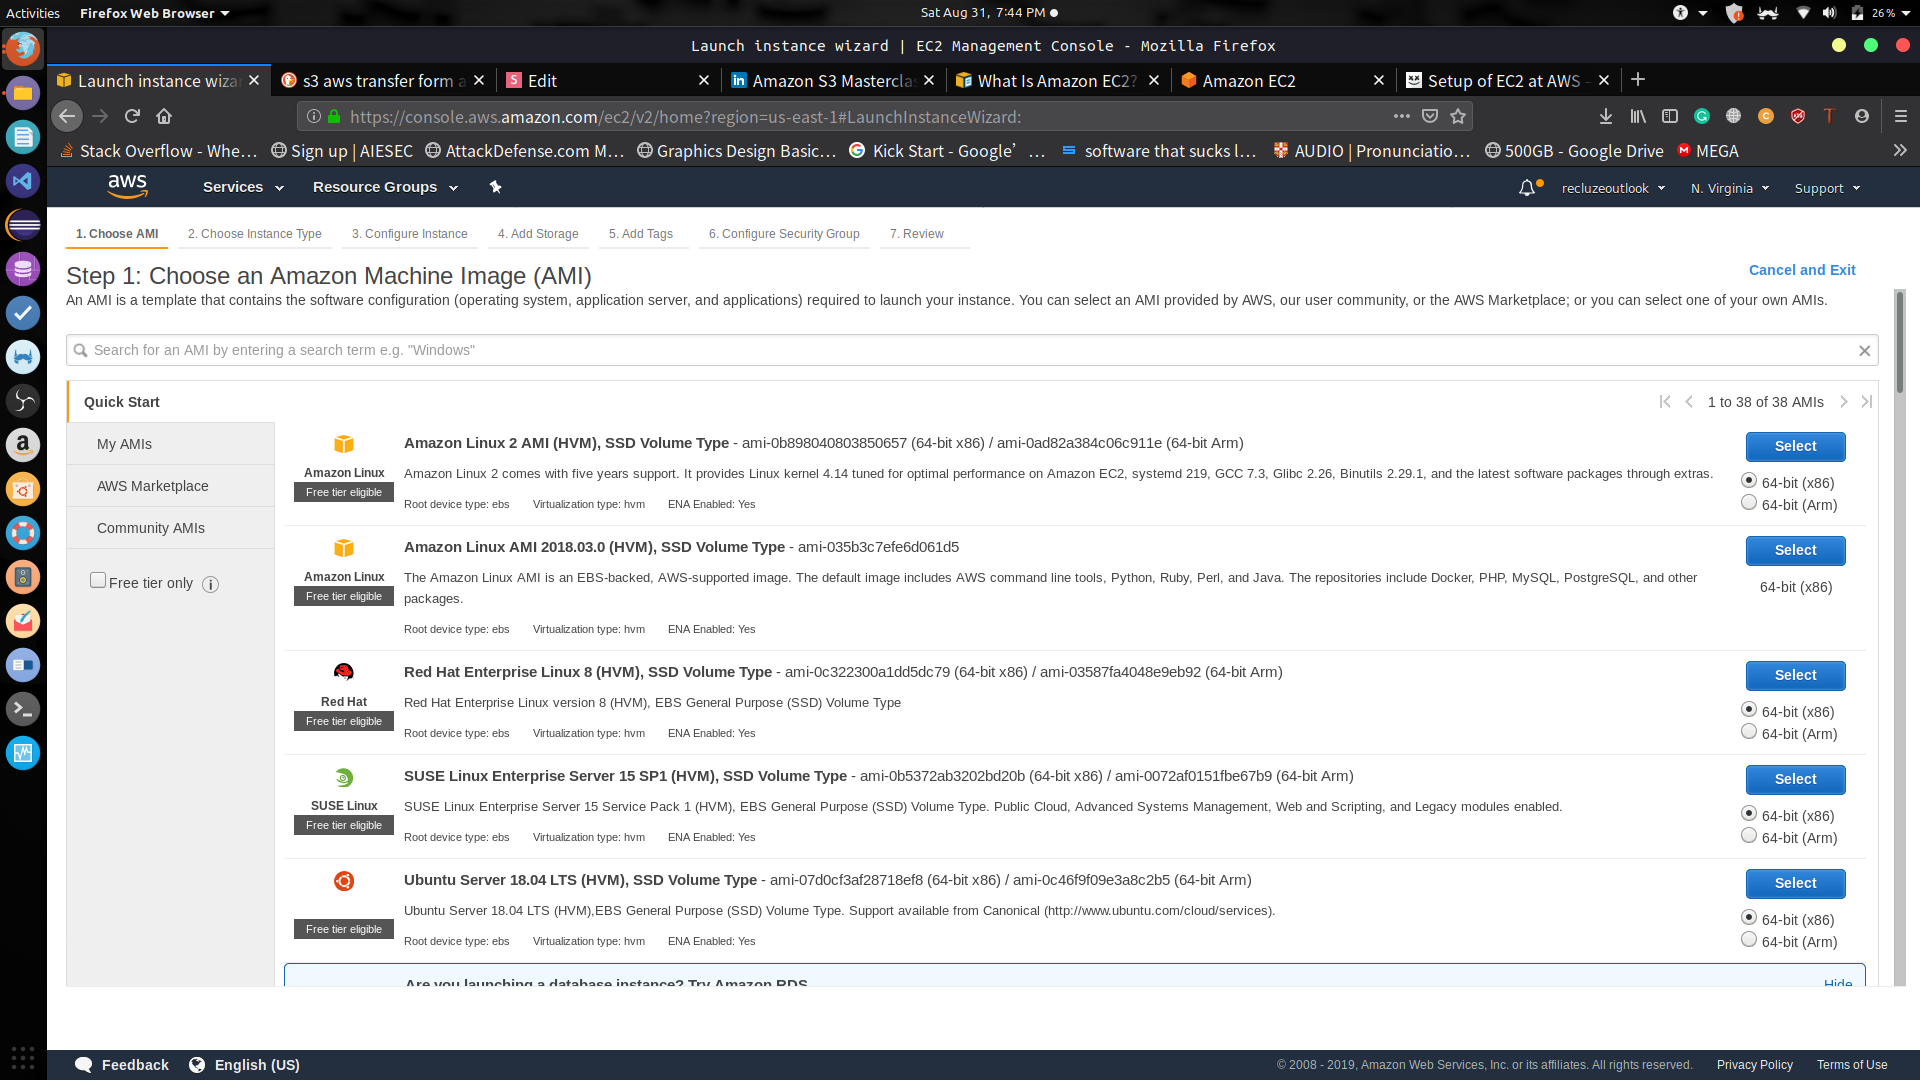 Activities Firefox Web Browser Sat Aug 31, 7:44 PM 26 %
Launch instance wizard | EC2 Management Console - Mozilla Firefox
Launch instance wiza s3 aws transfer form a Edit Amazon S3 Masterclas What Is Amazon EC2? Amazon EC2 Setup of EC2 at AWS -
https://console.aws.amazon.com/ec2/v2/home?region=us-east-1#LaunchInstanceWizard:
Stack Overflow - Whe… Sign up | AIESEC AttackDefense.com M… Graphics Design Basic… Kick Start - Google’ … software that sucks l… AUDIO | Pronunciatio… 500GB - Google Drive MEGA
aws Services Resource Groups recluzeoutlook N. Virginia Support
1. Choose AMI 2. Choose Instance Type 3. Configure Instance 4. Add Storage 5. Add Tags 6. Configure Security Group 7. Review
Step 1: Choose an Amazon Machine Image (AMI) Cancel and Exit
An AMI is a template that contains the software configuration (operating system, application server, and applications) required to launch your instance. You can select an AMI provided by AWS, our user community, or the AWS Marketplace; or you can select one of your own AMIs.
Search for an AMI by entering a search term e.g. "Windows"
Quick Start 1 to 38 of 38 AMIs
My AMIs
AWS Marketplace
Community AMIs
Free tier only
Amazon Linux 2 AMI (HVM), SSD Volume Type - ami-0b898040803850657 (64-bit x86) / ami-0ad82a384c06c911e (64-bit Arm) Select
Amazon Linux Amazon Linux 2 comes with five years support. It provides Linux kernel 4.14 tuned for optimal performance on Amazon EC2, systemd 219, GCC 7.3, Glibc 2.26, Binutils 2.29.1, and the latest software packages through extras. 64-bit (x86)
Free tier eligible
Root device type: ebs Virtualization type: hvm ENA Enabled: Yes 64-bit (Arm)
Amazon Linux AMI 2018.03.0 (HVM), SSD Volume Type - ami-035b3c7efe6d061d5 Select
Amazon Linux The Amazon Linux AMI is an EBS-backed, AWS-supported image. The default image includes AWS command line tools, Python, Ruby, Perl, and Java. The repositories include Docker, PHP, MySQL, PostgreSQL, and other 64-bit (x86)
Free tier eligible packages.
Root device type: ebs Virtualization type: hvm ENA Enabled: Yes
Red Hat Enterprise Linux 8 (HVM), SSD Volume Type - ami-0c322300a1dd5dc79 (64-bit x86) / ami-03587fa4048e9eb92 (64-bit Arm) Select
Red Hat Red Hat Enterprise Linux version 8 (HVM), EBS General Purpose (SSD) Volume Type 64-bit (x86)
Free tier eligible
Root device type: ebs Virtualization type: hvm ENA Enabled: Yes 64-bit (Arm)
SUSE Linux Enterprise Server 15 SP1 (HVM), SSD Volume Type - ami-0b5372ab3202bd20b (64-bit x86) / ami-0072af0151fbe67b9 (64-bit Arm) Select
SUSE Linux SUSE Linux Enterprise Server 15 Service Pack 1 (HVM), EBS General Purpose (SSD) Volume Type. Public Cloud, Advanced Systems Management, Web and Scripting, and Legacy modules enabled. 64-bit (x86)
Free tier eligible
Root device type: ebs Virtualization type: hvm ENA Enabled: Yes 64-bit (Arm)
Ubuntu Server 18.04 LTS (HVM), SSD Volume Type - ami-07d0cf3af28718ef8 (64-bit x86) / ami-0c46f9f09e3a8c2b5 (64-bit Arm) Select
Ubuntu Server 18.04 LTS (HVM),EBS General Purpose (SSD) Volume Type. Support available from Canonical (http://www.ubuntu.com/cloud/services). 64-bit (x86)
Free tier eligible
Root device type: ebs Virtualization type: hvm ENA Enabled: Yes 64-bit (Arm)
Are you launching a database instance? Try Amazon RDS. Hide
Feedback English (US) © 2008 - 2019, Amazon Web Services, Inc. or its affiliates. All rights reserved. Privacy Policy Terms of Use